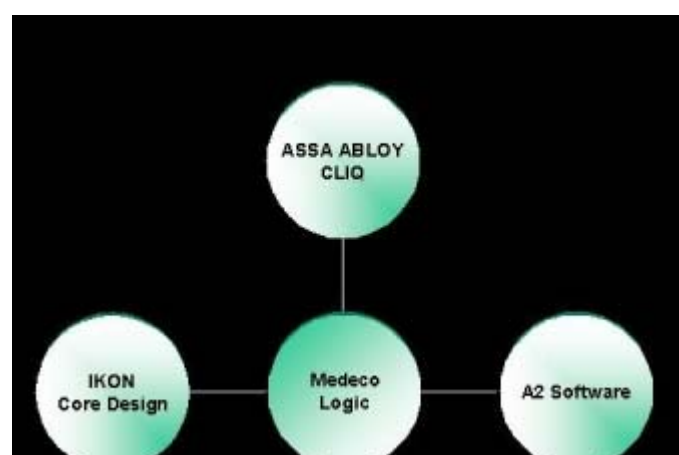 ASSA ABLOY
CLIQ
IKON
Core Design
Medeco
Logic
A2 Software